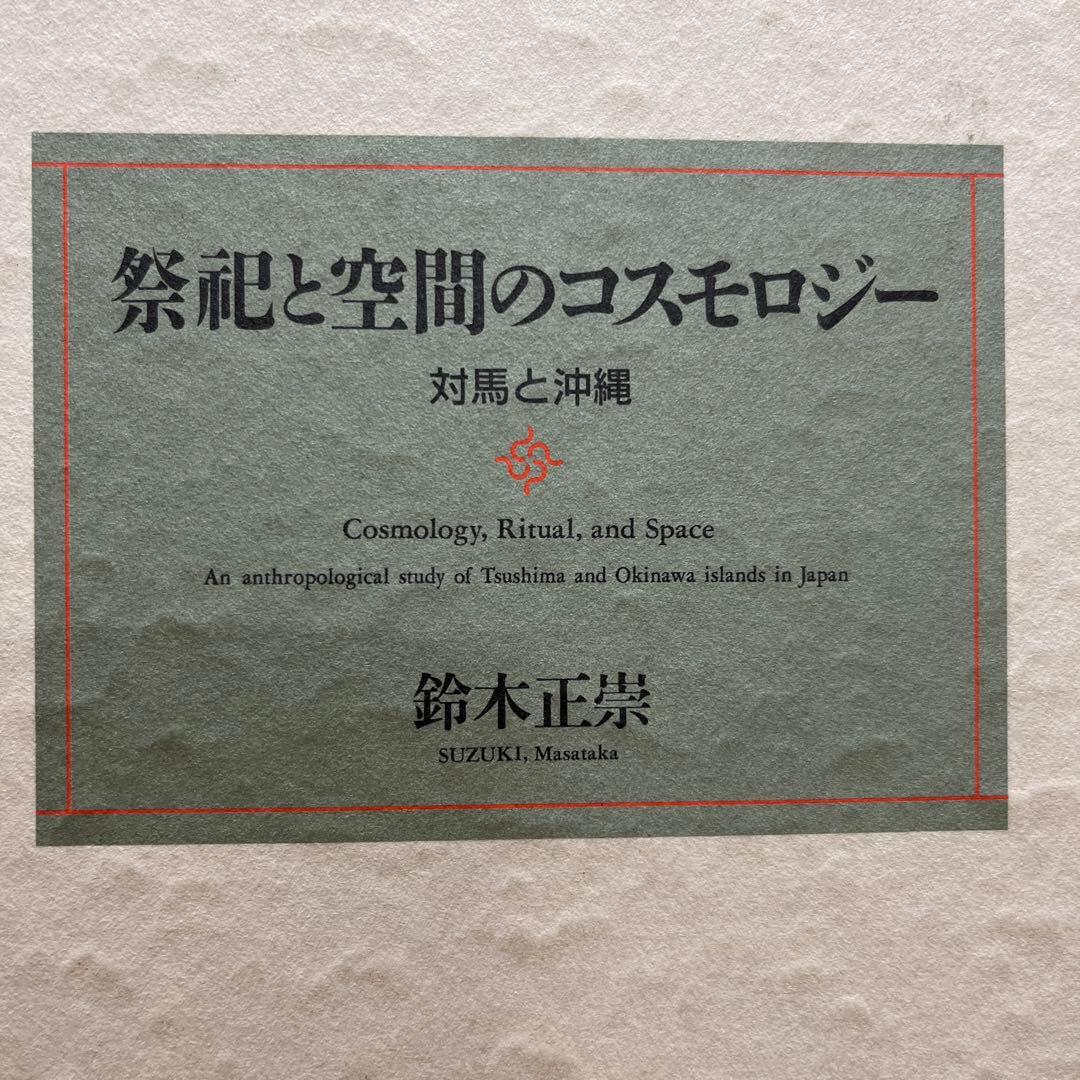 祭祀と空間のコスモロジー
対馬と沖縄
Cosmology, Ritual, and Space
An anthropological study of Tsushima and Okinawa islands in Japan
鈴木正崇
SUZUKI, Masataka